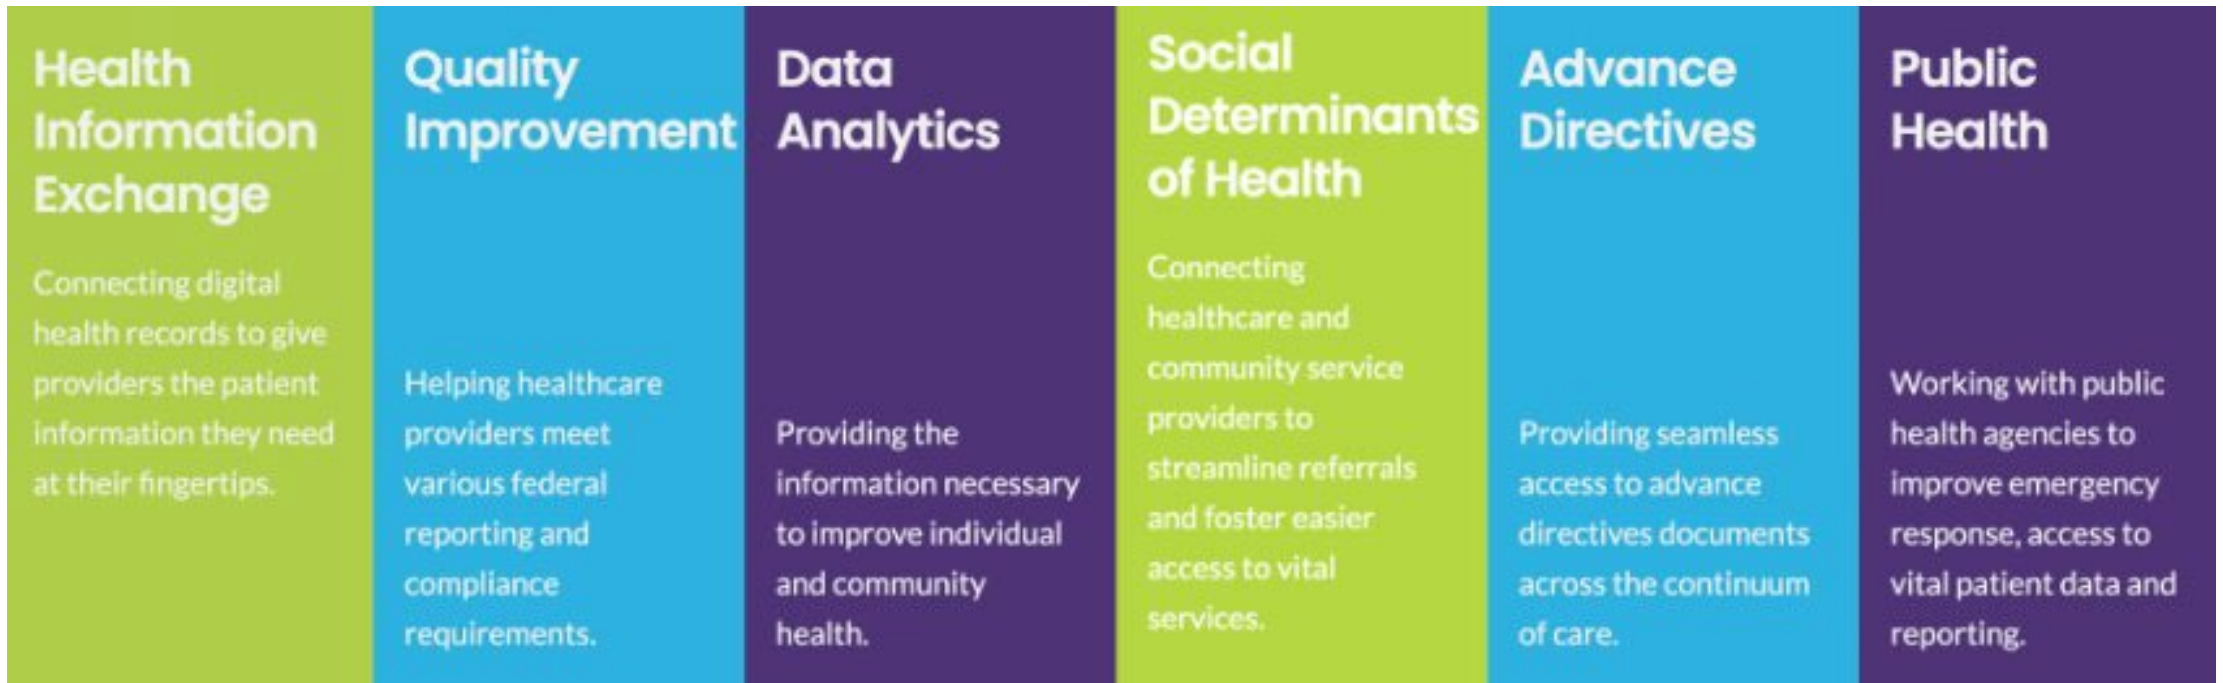 Health
Information
Exchange
Connecting digital
health records to give
providers the patient
information they need
at their fingertips.
Quality
Improvement
Helping healthcare
providers meet
various federal
reporting and
compliance
requirements.
Data
Analytics
Providing the
information necessary
to improve individual
and community
health.
Social
Determinants
of Health
Connecting
healthcare and
community service
providers to
streamline referrals
and foster easier
access to vital
services.
Advance
Directives
Providing seamless
access to advance
directives documents
across the continuum
of care.
Public
Health
Working with public
health agencies to
improve emergency
response, access to
vital patient data and
reporting.